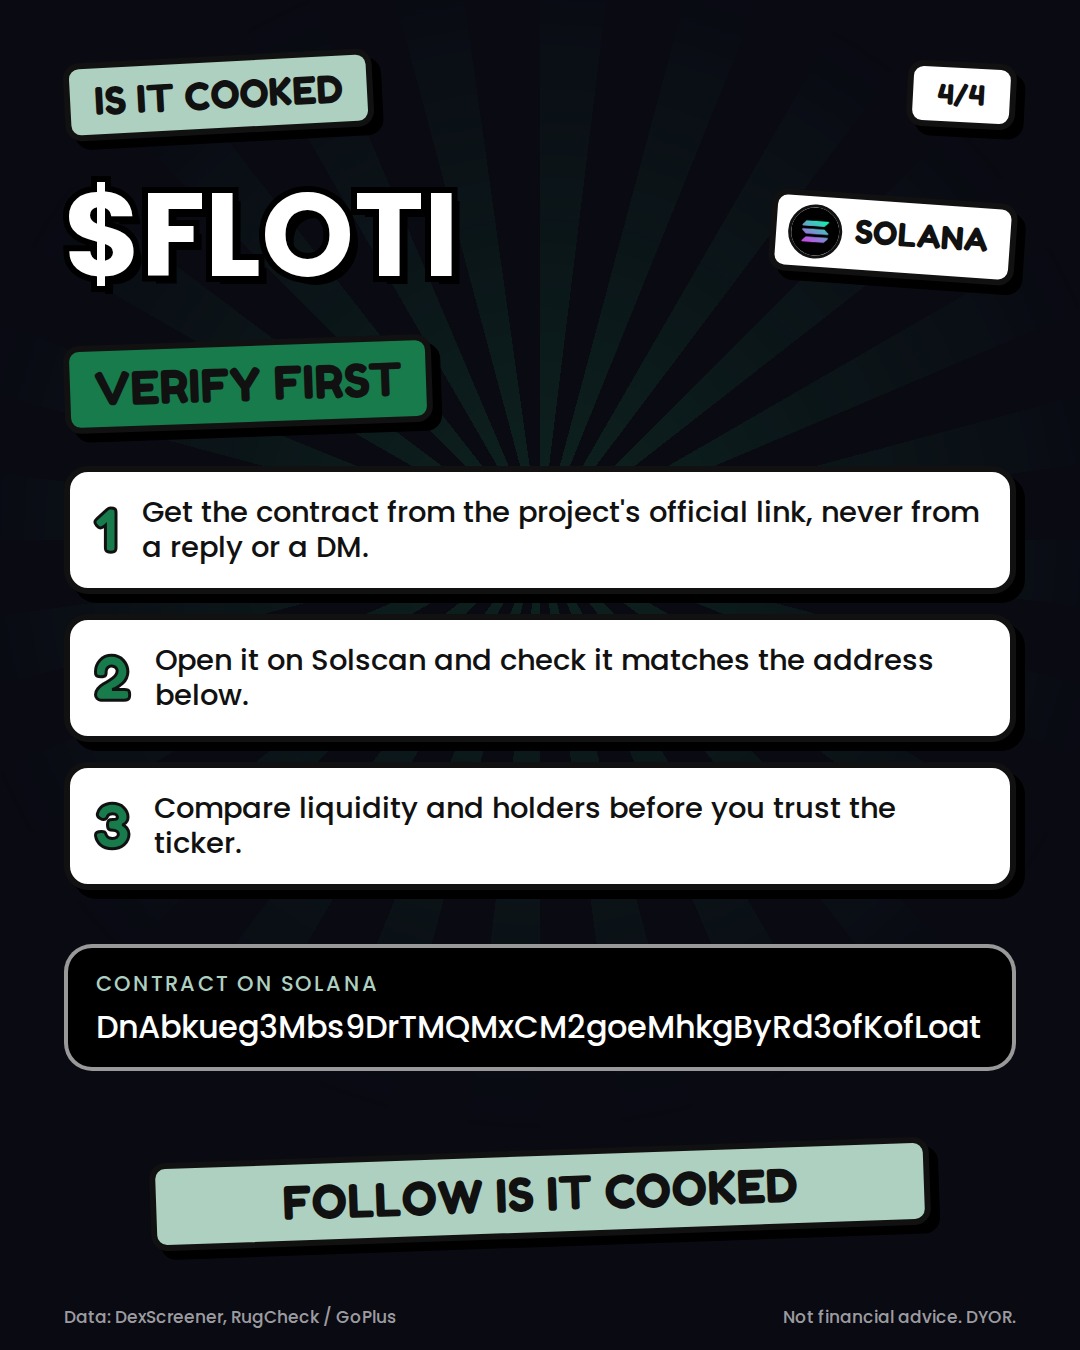 IS IT COOKED
4/4
$FLOTI
SOLANA
VERIFY FIRST
1
Get the contract from the project's official link, never from
a reply or a DM.
2
Open it on Solscan and check it matches the address
below.
3
Compare liquidity and holders before you trust the
ticker.
CONTRACT ON SOLANA
DnAbkueg3Mbs9DrTMQMxCM2goeMhkgByRd3ofKofLoat
FOLLOW IS IT COOKED
Data: DexScreener, RugCheck / GoPlus
Not financial advice. DYOR.